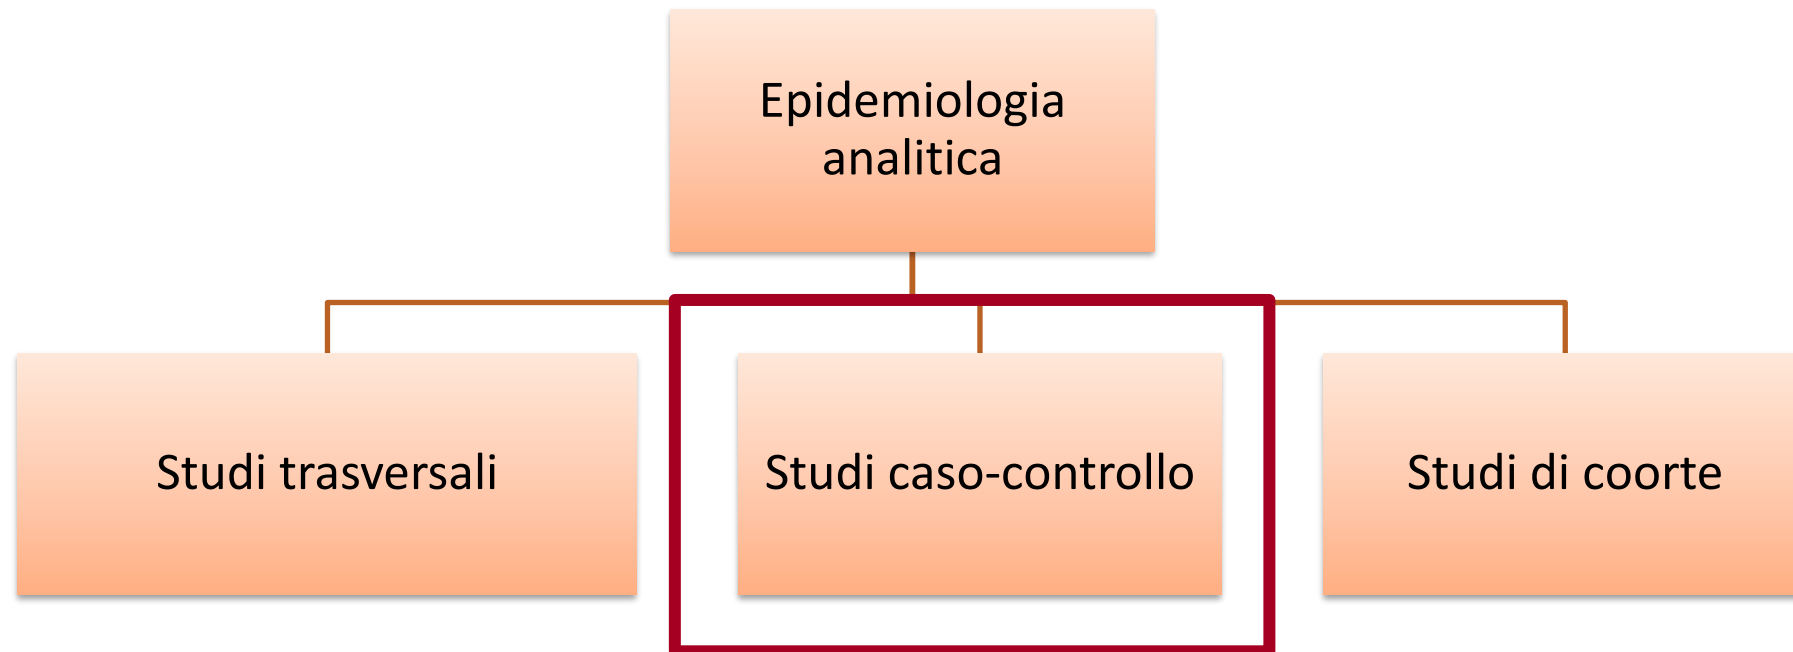 Epidemiologia
analitica
Studi trasversali
Studi caso-controllo
Studi di coorte